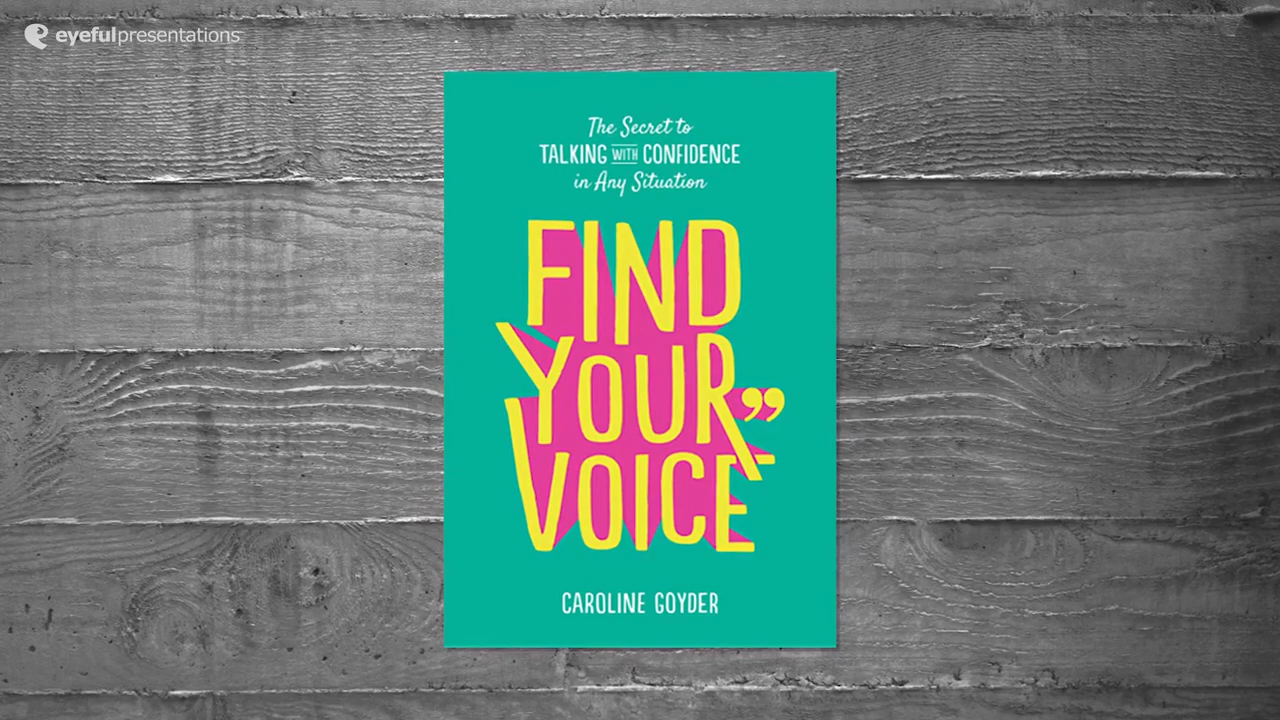 eyefulpresentations
The Secret to
TALKING WITH CONFIDENCE
in Any Situation
FIND
YOUR”
VOICE
CAROLINE GOYDER